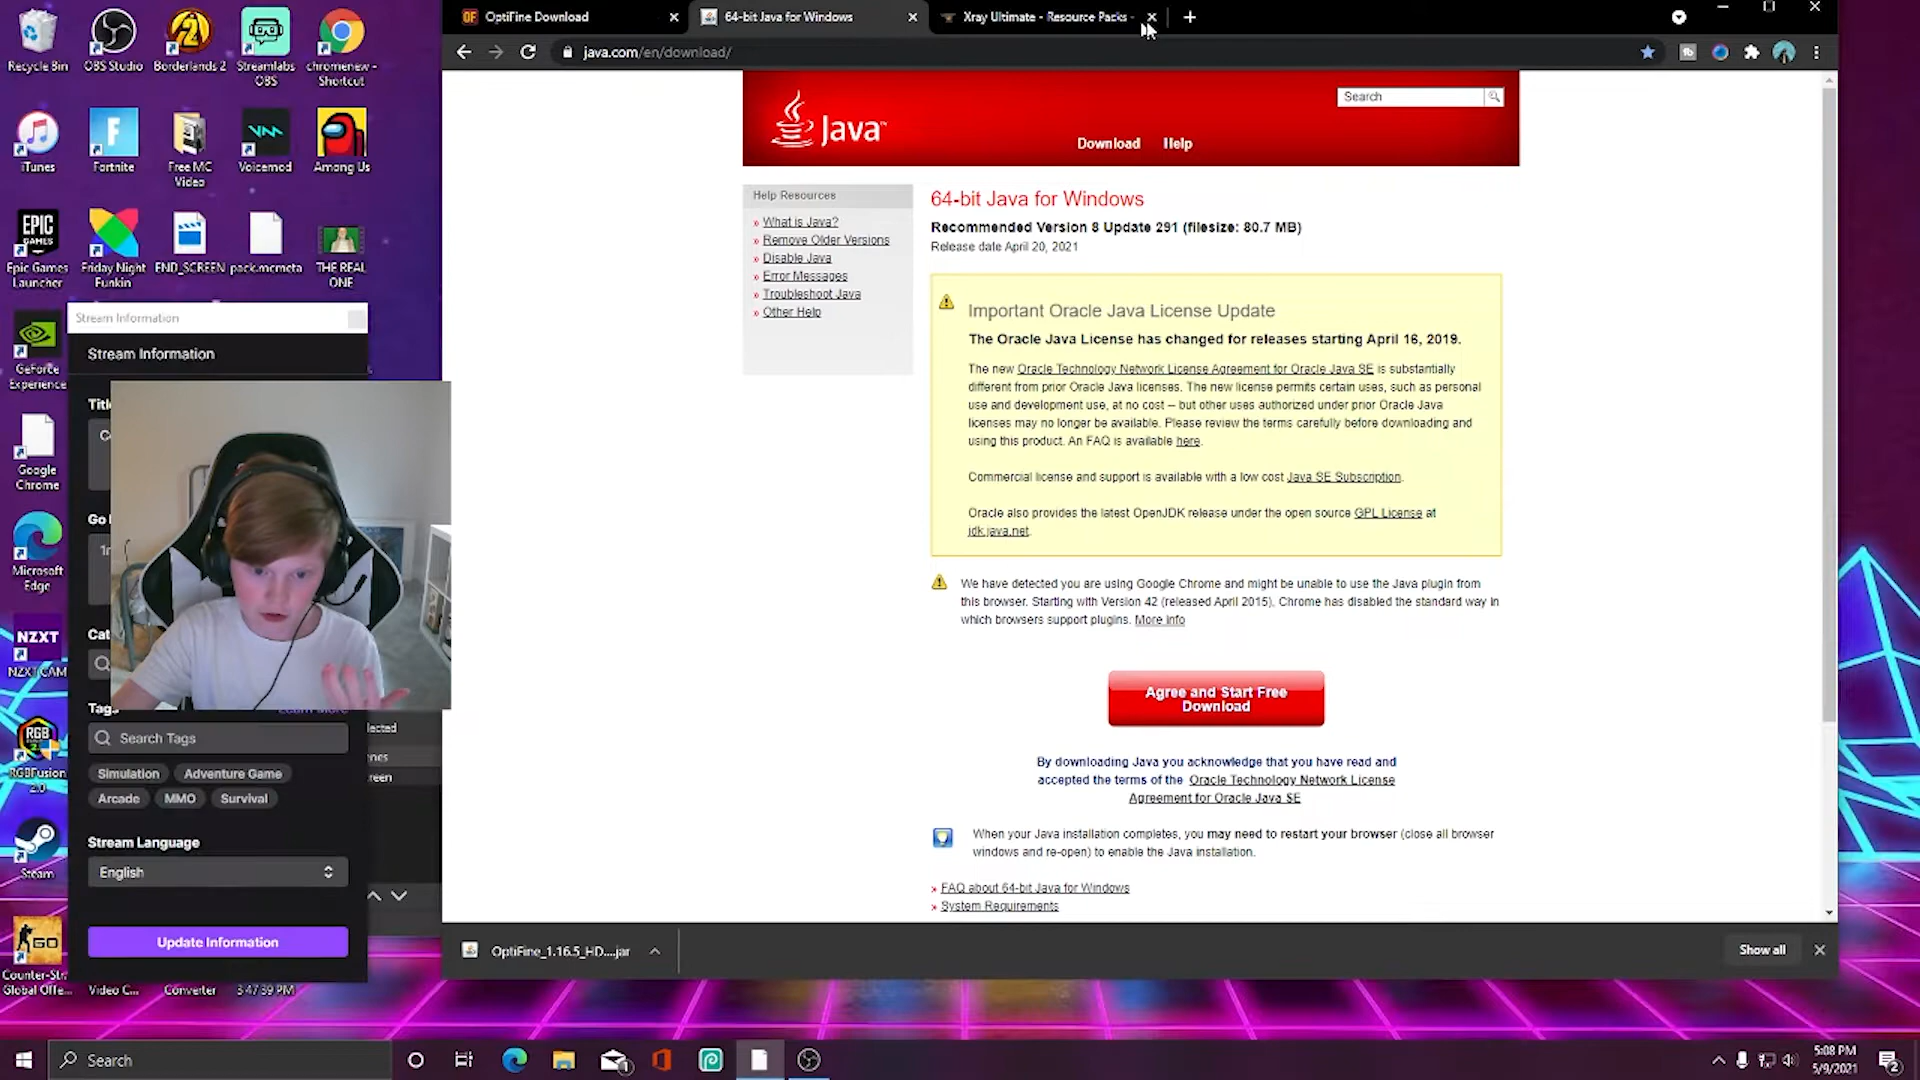 OptiFine Download
64-bit Java for Windows
Xray Ultimate - Resource Packs -
java.com/en/download/
Recycle Bin
OBS Studio
Borderlands 2
Streamlabs
OBS
chromenew -
Shortcut
iTunes
Fortnite
Free MC
Video
Voicemod
Among Us
EPIC
GAMES
Epic Games
Launcher
Friday Night
Funkin
END_SCREEN
pack.mcmeta
THE REAL
ONE
GeForce
Experience
Google
Chrome
Microsoft
Edge
NZXT
NZXT CAM
RGB
RGBFusion
2.0
Steam
GO
Counter-Str...
Global Offe...
Video C...
Converter
3:47:39 PM
Stream Information
Stream Information
Tags
Search Tags
Simulation
Adventure Game
Arcade
MMO
Survival
Stream Language
English
Update Information
Java
Search
Download
Help
Help Resources
» What is Java?
» Remove Older Versions
» Disable Java
» Error Messages
» Troubleshoot Java
» Other Help
64-bit Java for Windows
Recommended Version 8 Update 291 (filesize: 80.7 MB)
Release date April 20, 2021
Important Oracle Java License Update
The Oracle Java License has changed for releases starting April 16, 2019.
The new Oracle Technology Network License Agreement for Oracle Java SE is substantially
different from prior Oracle Java licenses. The new license permits certain uses, such as personal
use and development use, at no cost -- but other uses authorized under prior Oracle Java
licenses may no longer be available. Please review the terms carefully before downloading and
using this product. An FAQ is available here.
Commercial license and support is available with a low cost Java SE Subscription.
Oracle also provides the latest OpenJDK release under the open source GPL License at
jdk.java.net.
We have detected you are using Google Chrome and might be unable to use the Java plugin from
this browser. Starting with Version 42 (released April 2015), Chrome has disabled the standard way in
which browsers support plugins. More info
Agree and Start Free
Download
By downloading Java you acknowledge that you have read and
accepted the terms of the Oracle Technology Network License
Agreement for Oracle Java SE
When your Java installation completes, you may need to restart your browser (close all browser
windows and re-open) to enable the Java installation.
» FAQ about 64-bit Java for Windows
» System Requirements
OptiFine_1.16.5_HD....jar
Show all
Search
5:08 PM
5/9/2021